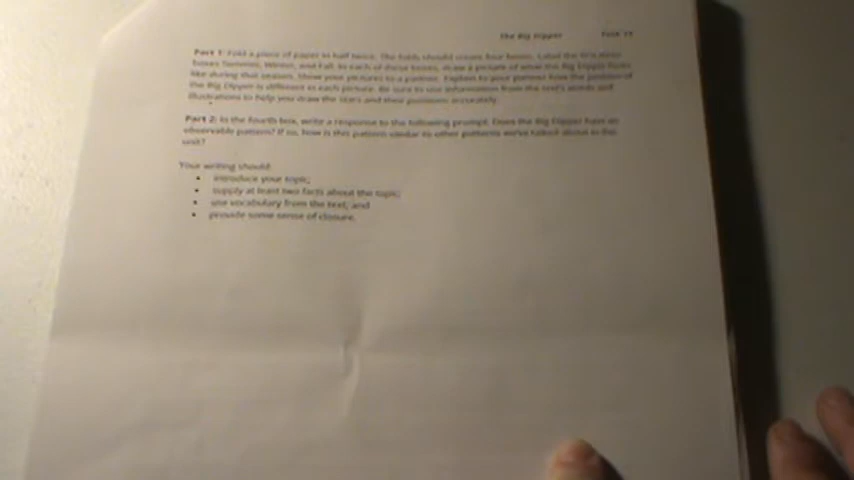 The Big Dipper Task 11
Part 1: Fold a piece of paper in half twice. The folds should create four boxes. Label the first three
boxes Summer, Winter, and Fall. In each of these boxes, draw a picture of what the Big Dipper looks
like during that season. Show your pictures to a partner. Explain to your partner how the position of
the Big Dipper is different in each picture. Be sure to use information from the text's words and
illustrations to help you draw the stars and their positions accurately.
Part 2: In the fourth box, write a response to the following prompt. Does the Big Dipper have an
observable pattern? If so, how is this pattern similar to other patterns we've talked about in the
unit?
Your writing should:
• introduce your topic;
• supply at least two facts about the topic;
• use vocabulary from the text; and
• provide some sense of closure.